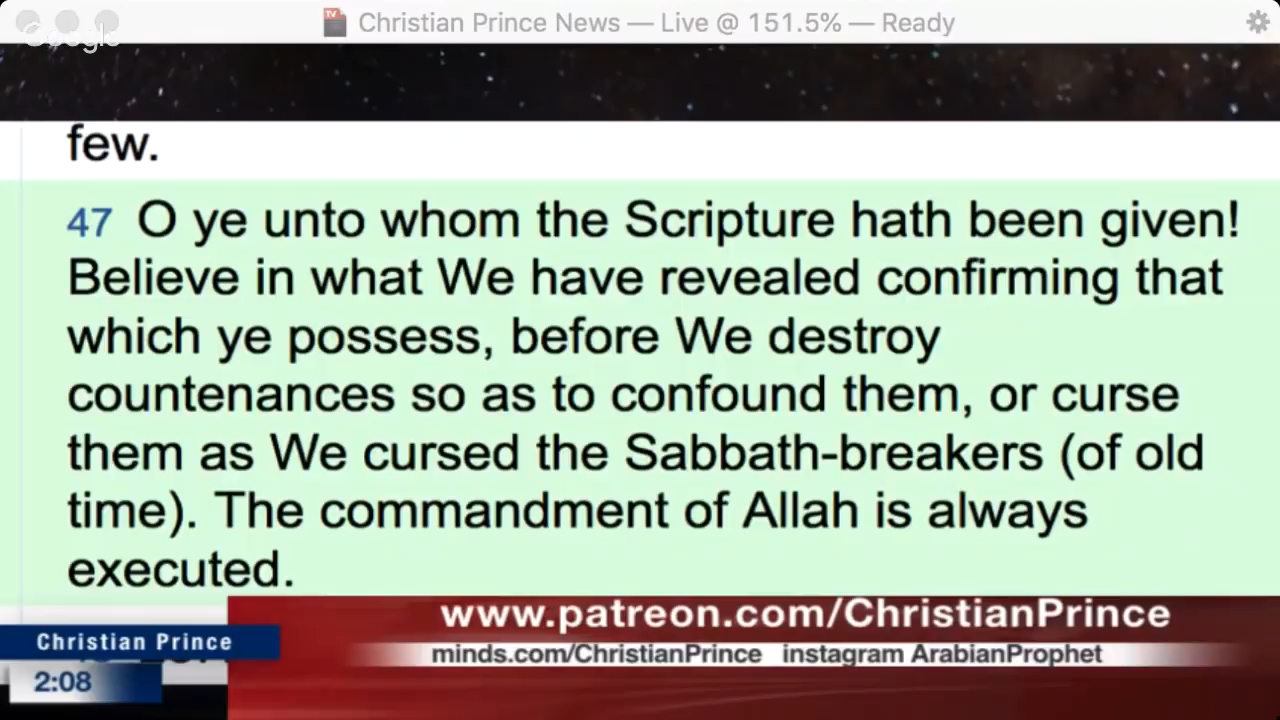 Christian Prince News — Live @ 151.5% — Ready
Google
few.
47 O ye unto whom the Scripture hath been given!
Believe in what We have revealed confirming that
which ye possess, before We destroy
countenances so as to confound them, or curse
them as We cursed the Sabbath-breakers (of old
time). The commandment of Allah is always
executed.
www.patreon.com/ChristianPrince
Christian Prince
minds.com/ChristianPrince instagram ArabianProphet
2:08